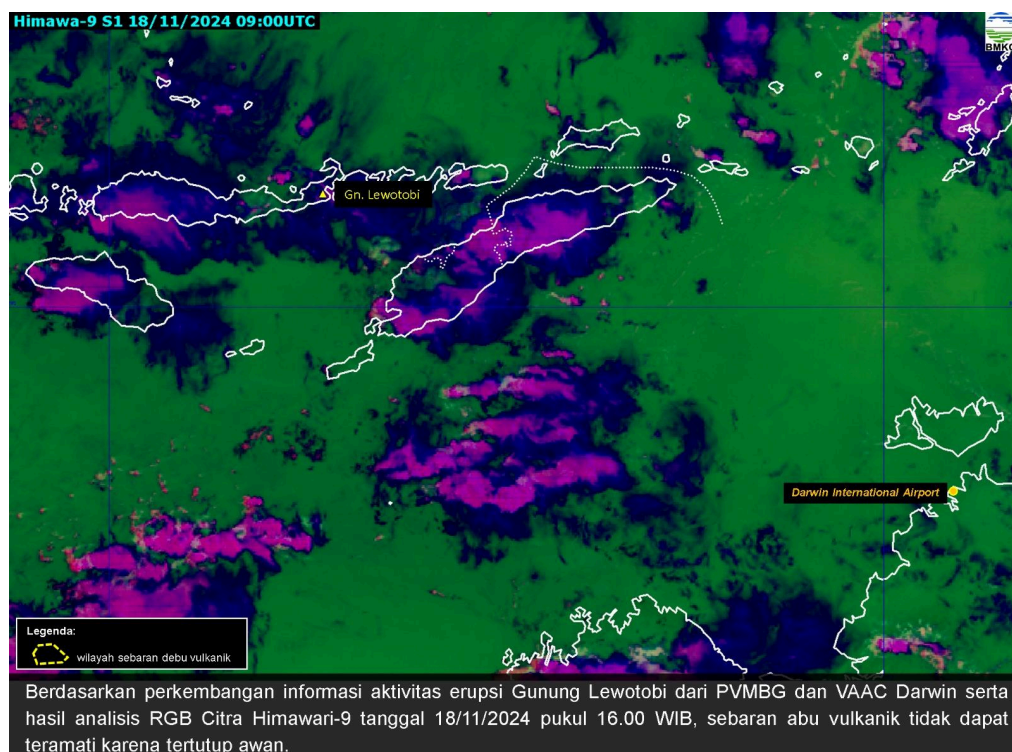 Himawa-9 S1 18/11/2024 09:00UTC
BMKG
Gn. Lewotobi
Darwin International Airport
Legenda:
wilayah sebaran debu vulkanik
Berdasarkan perkembangan informasi aktivitas erupsi Gunung Lewotobi dari PVMBG dan VAAC Darwin serta
hasil analisis RGB Citra Himawari-9 tanggal 18/11/2024 pukul 16.00 WIB, sebaran abu vulkanik tidak dapat
teramati karena tertutup awan.